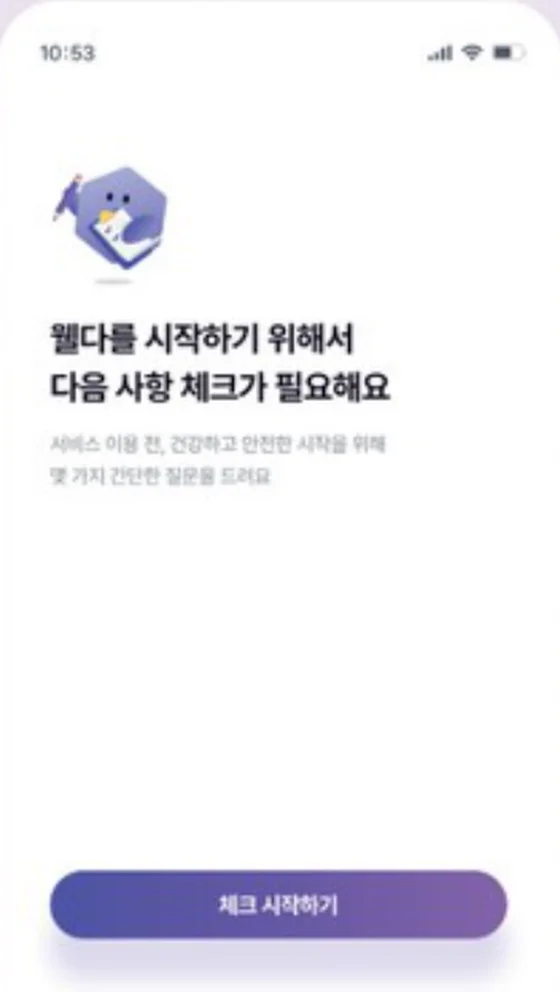 10:53
웰다를 시작하기 위해서
다음 사항 체크가 필요해요
서비스 이용 전, 건강하고 안전한 시작을 위해
몇 가지 간단한 질문을 드려요
체크 시작하기